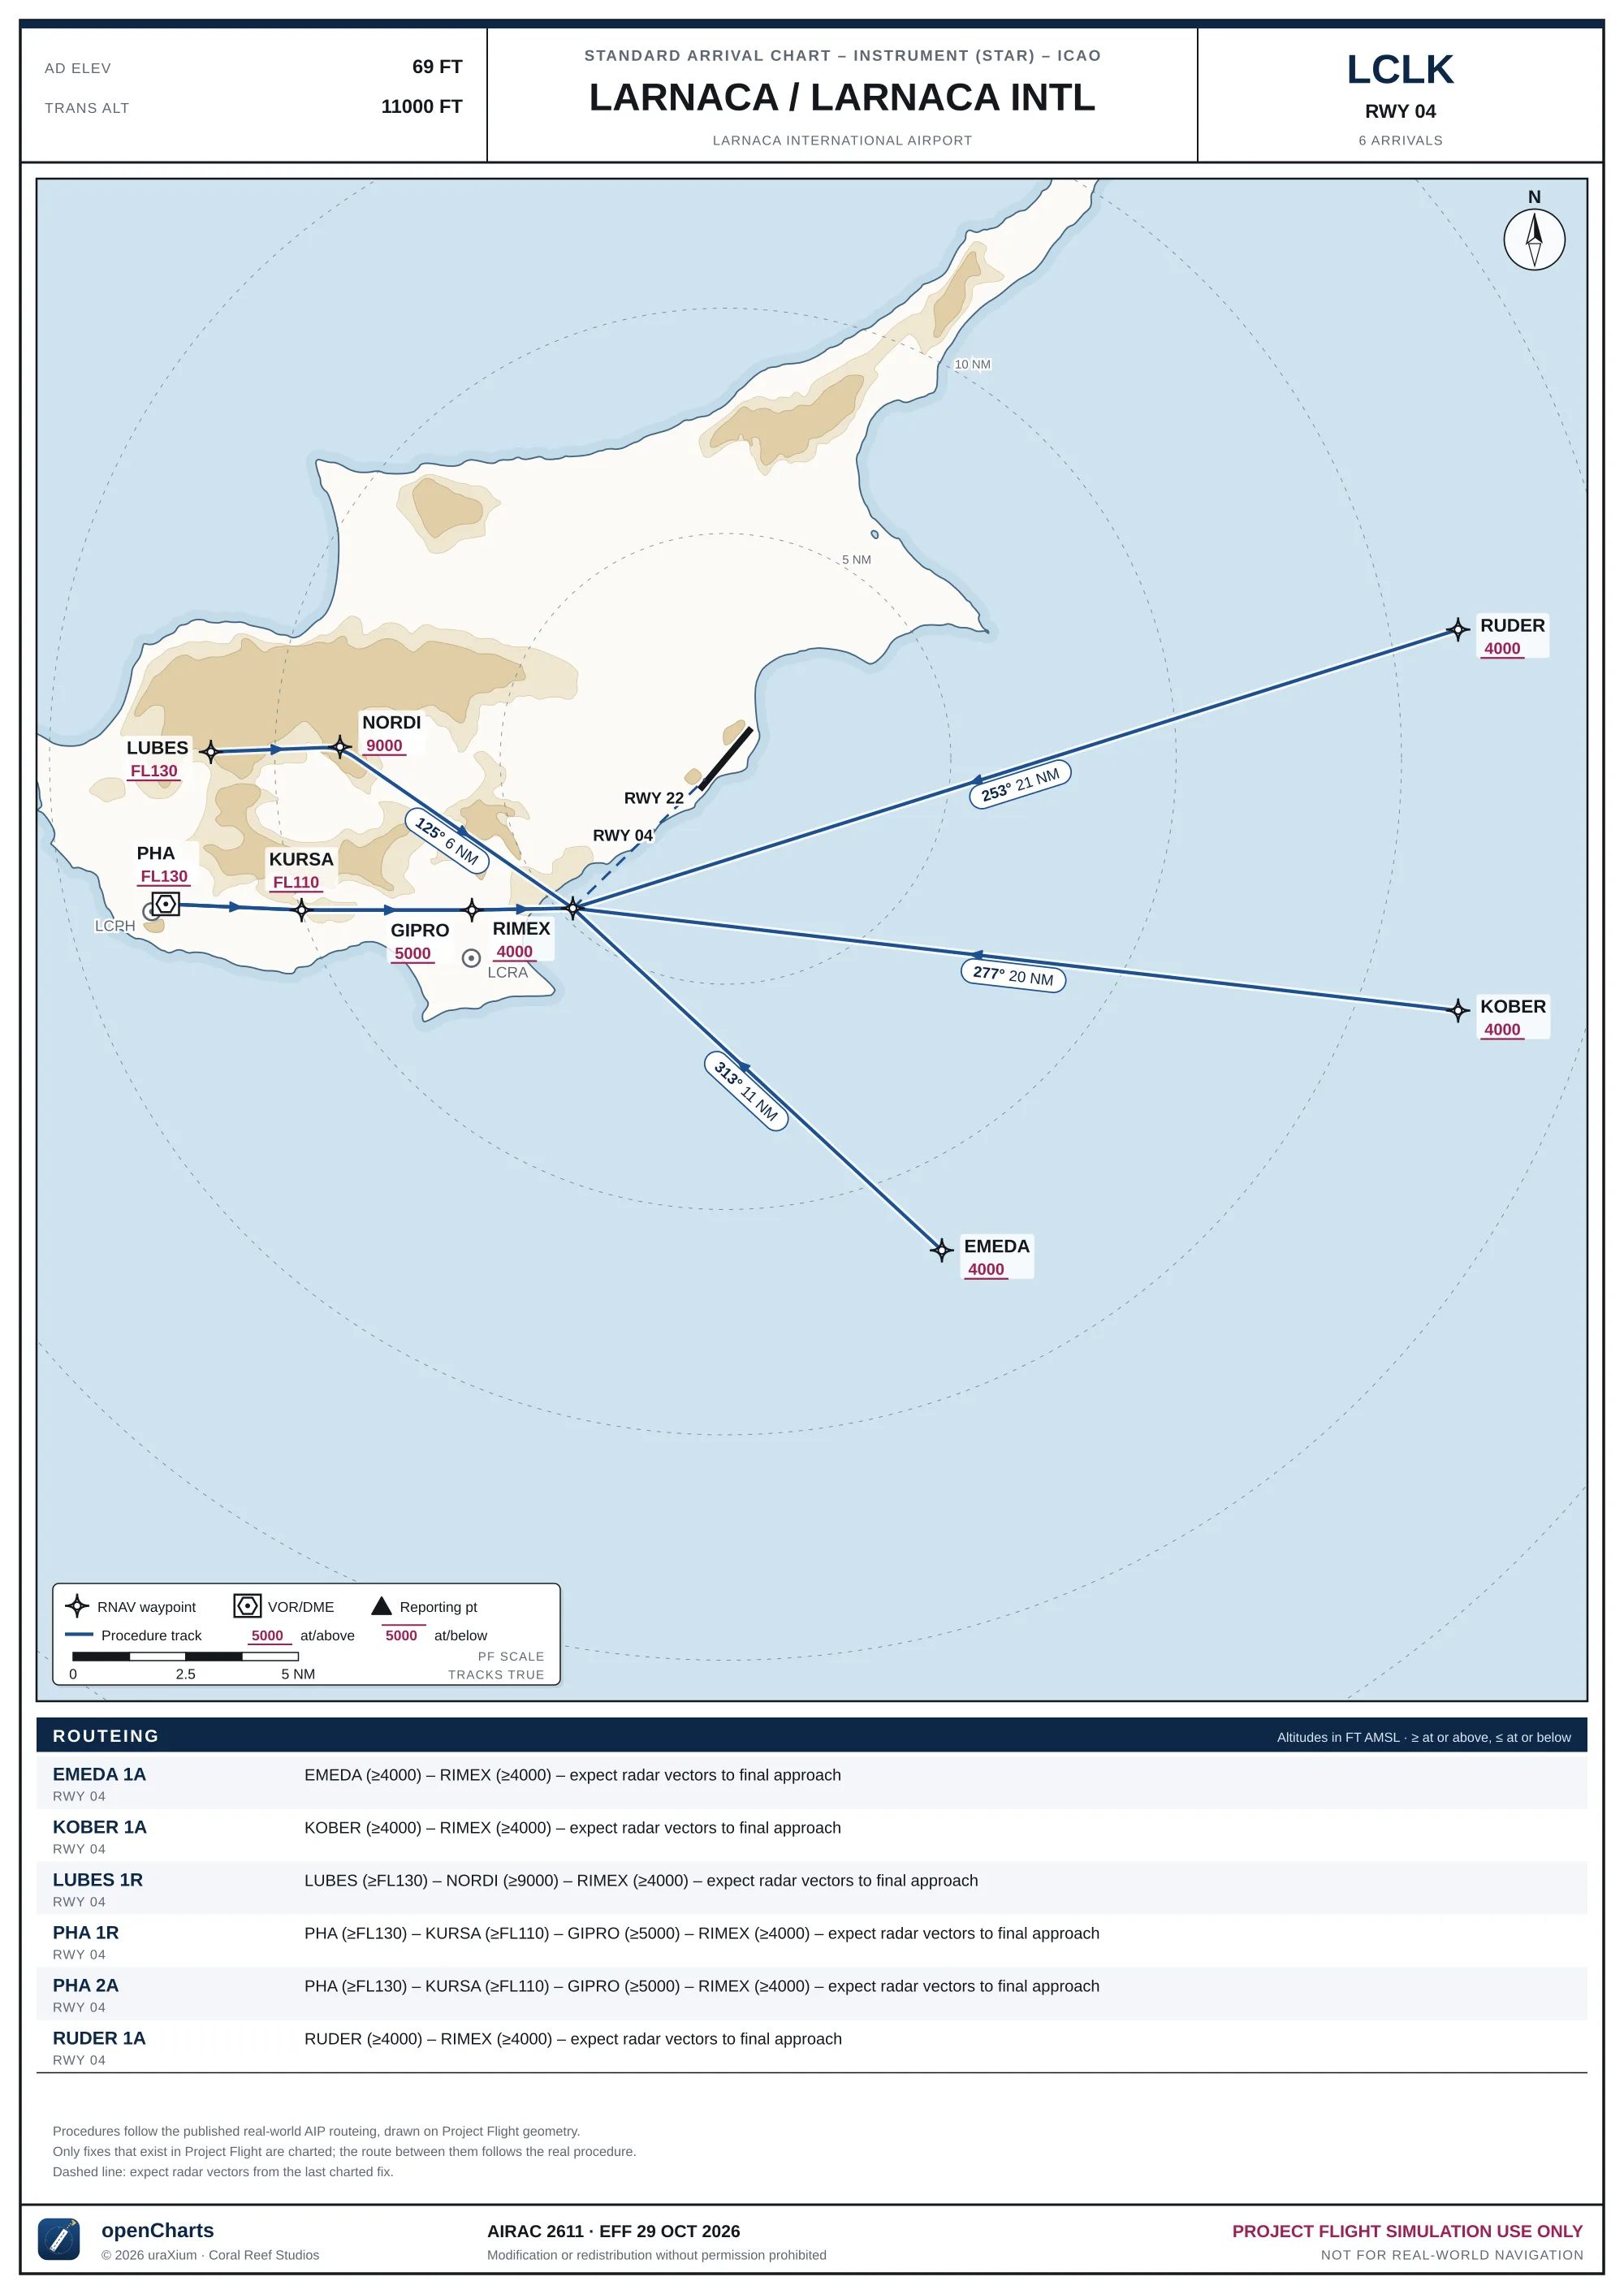 AD ELEV 69 FT
TRANS ALT 11000 FT
STANDARD ARRIVAL CHART – INSTRUMENT (STAR) – ICAO
LARNACA / LARNACA INTL
LARNACA INTERNATIONAL AIRPORT
LCLK
RWY 04
6 ARRIVALS
N
10 NM
5 NM
RUDER
4000
NORDI
9000
LUBES
FL130
253° 21 NM
RWY 22
RWY 04
125° 6 NM
PHA
FL130
KURSA
FL110
LCPH
GIPRO
5000
RIMEX
4000
LCRA
277° 20 NM
KOBER
4000
313° 11 NM
EMEDA
4000
RNAV waypoint VOR/DME Reporting pt
Procedure track 5000 at/above 5000 at/below
PF SCALE
0 2.5 5 NM TRACKS TRUE
ROUTEING Altitudes in FT AMSL · ≥ at or above, ≤ at or below
EMEDA 1A EMEDA (≥4000) – RIMEX (≥4000) – expect radar vectors to final approach
RWY 04
KOBER 1A KOBER (≥4000) – RIMEX (≥4000) – expect radar vectors to final approach
RWY 04
LUBES 1R LUBES (≥FL130) – NORDI (≥9000) – RIMEX (≥4000) – expect radar vectors to final approach
RWY 04
PHA 1R PHA (≥FL130) – KURSA (≥FL110) – GIPRO (≥5000) – RIMEX (≥4000) – expect radar vectors to final approach
RWY 04
PHA 2A PHA (≥FL130) – KURSA (≥FL110) – GIPRO (≥5000) – RIMEX (≥4000) – expect radar vectors to final approach
RWY 04
RUDER 1A RUDER (≥4000) – RIMEX (≥4000) – expect radar vectors to final approach
RWY 04
Procedures follow the published real-world AIP routeing, drawn on Project Flight geometry.
Only fixes that exist in Project Flight are charted; the route between them follows the real procedure.
Dashed line: expect radar vectors from the last charted fix.
openCharts
© 2026 uraXium · Coral Reef Studios
AIRAC 2611 · EFF 29 OCT 2026
Modification or redistribution without permission prohibited
PROJECT FLIGHT SIMULATION USE ONLY
NOT FOR REAL-WORLD NAVIGATION